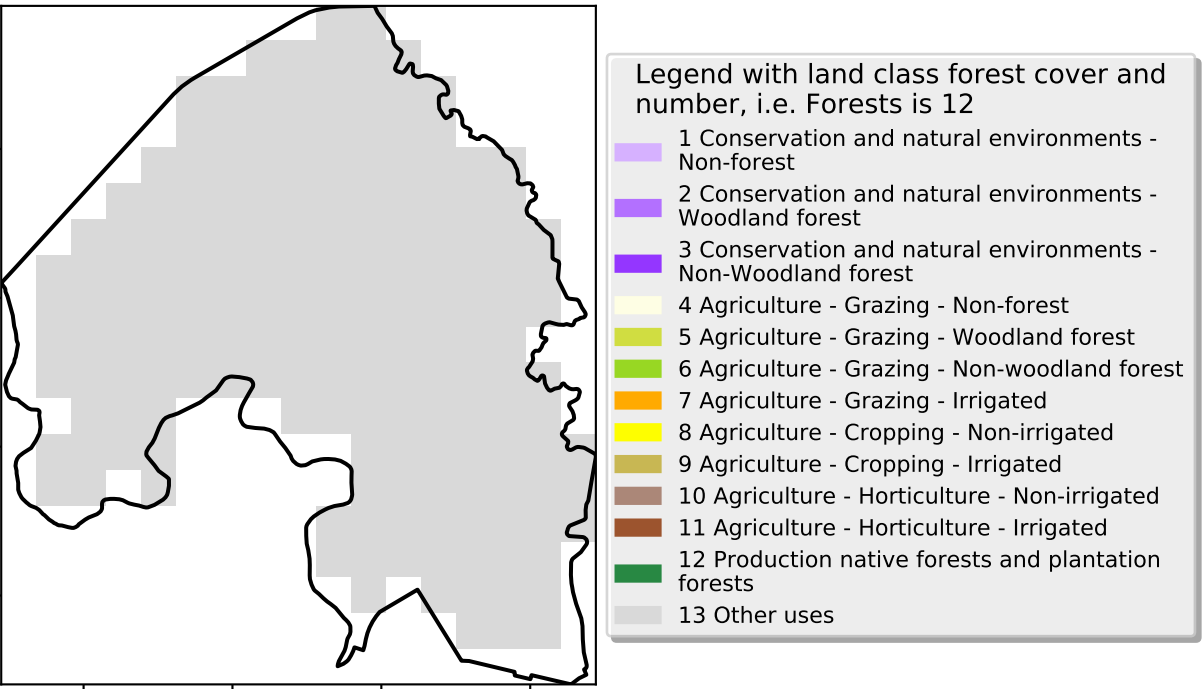 Legend with land class forest cover and
number, i.e. Forests is 12
1 Conservation and natural environments -
Non-forest
2 Conservation and natural environments -
Woodland forest
3 Conservation and natural environments -
Non-Woodland forest
4 Agriculture - Grazing - Non-forest
5 Agriculture - Grazing - Woodland forest
6 Agriculture - Grazing - Non-woodland forest
7 Agriculture - Grazing - Irrigated
8 Agriculture - Cropping - Non-irrigated
9 Agriculture - Cropping - Irrigated
10 Agriculture - Horticulture - Non-irrigated
11 Agriculture - Horticulture - Irrigated
12 Production native forests and plantation
forests
13 Other uses